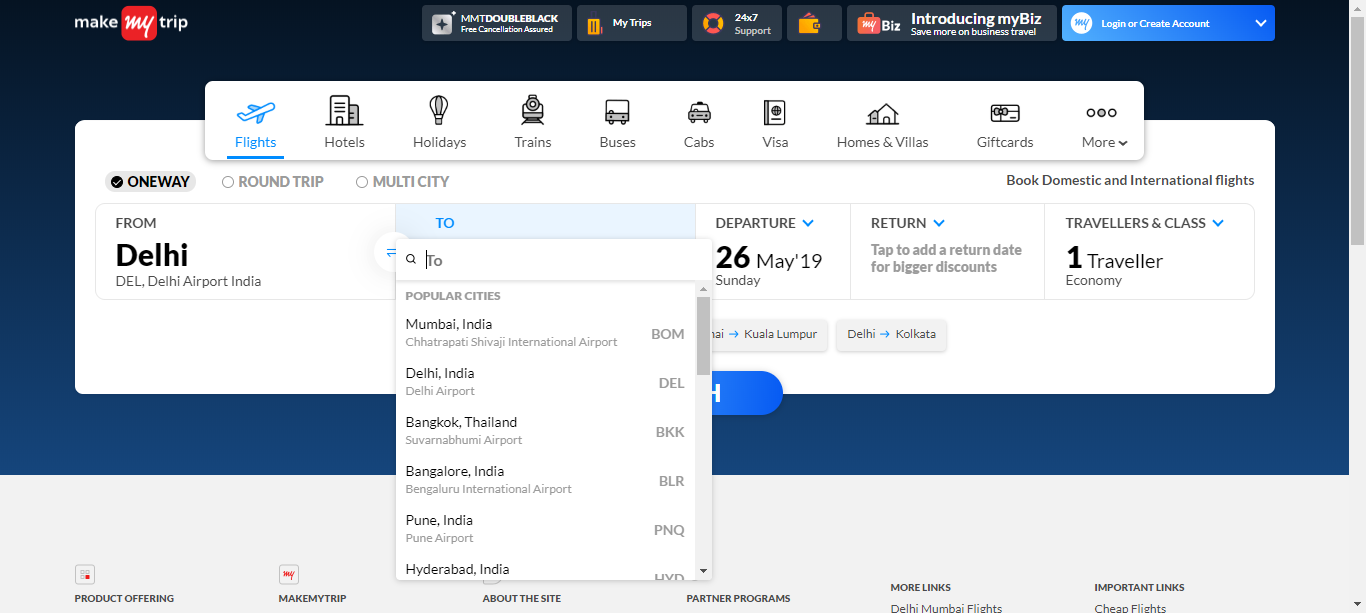 make my trip
MMTDOUBLEBLACK
Free Cancellation Assured
My Trips
24x7
Support
my Biz
Introducing myBiz
Save more on business travel
my
Login or Create Account
Flights
Hotels
Holidays
Trains
Buses
Cabs
Visa
Homes & Villas
Giftcards
More
ONEWAY
ROUND TRIP
MULTI CITY
Book Domestic and International flights
FROM
Delhi
DEL, Delhi Airport India
TO
To
DEPARTURE
26 May'19
Sunday
RETURN
Tap to add a return date
for bigger discounts
TRAVELLERS & CLASS
1 Traveller
Economy
POPULAR CITIES
Mumbai, India
Chhatrapati Shivaji International Airport
BOM
Delhi, India
Delhi Airport
DEL
Bangkok, Thailand
Suvarnabhumi Airport
BKK
Bangalore, India
Bengaluru International Airport
BLR
Pune, India
Pune Airport
PNQ
Hyderabad, India
HYD
nai → Kuala Lumpur
Delhi → Kolkata
H
PRODUCT OFFERING
my
MAKEMYTRIP
ABOUT THE SITE
PARTNER PROGRAMS
MORE LINKS
Delhi Mumbai Flights
IMPORTANT LINKS
Cheap Flights